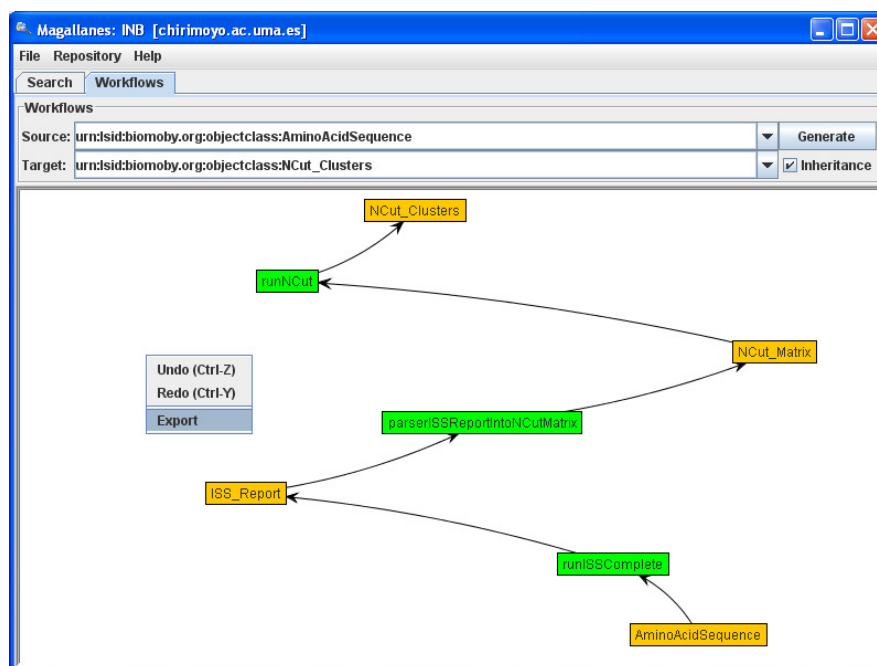 Magallanes: INB [chirimoyo.ac.uma.es]
File Repository Help
Search Workflows
Workflows
Source: urn:lsid:biomoby.org:objectclass:AminoAcidSequence Generate
Target: urn:lsid:biomoby.org:objectclass:NCut_Clusters Inheritance
NCut_Clusters
runNCut
NCut_Matrix
Undo (Ctrl-Z)
Redo (Ctrl-Y)
Export
parserISSReportIntoNCutMatrix
ISS_Report
runISSComplete
AminoAcidSequence